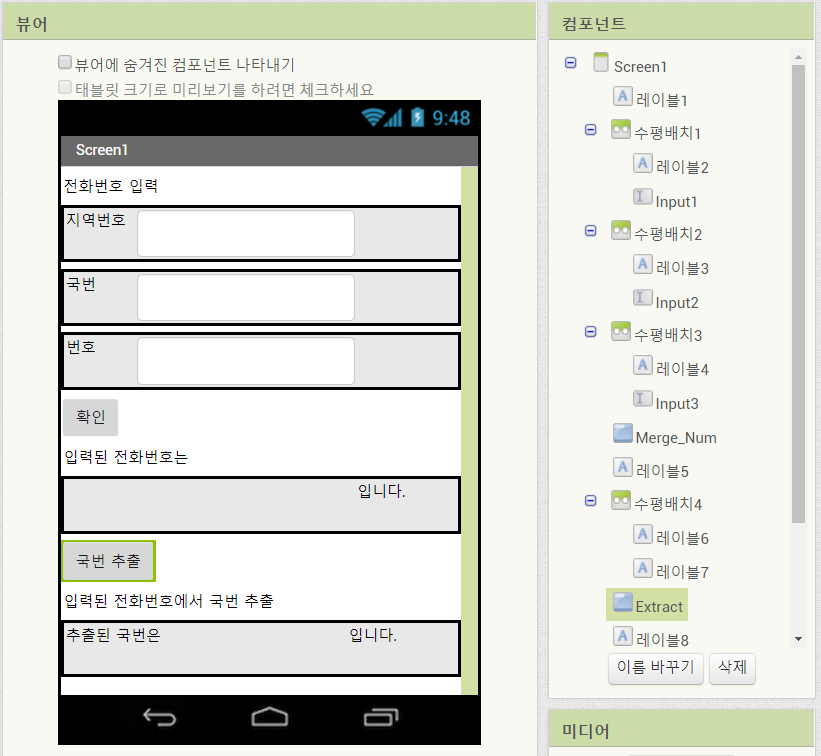 뷰어
뷰어에 숨겨진 컴포넌트 나타내기
태블릿 크기로 미리보기를 하려면 체크하세요
9:48
Screen1
전화번호 입력
지역번호
국번
번호
확인
입력된 전화번호는
입니다.
국번 추출
입력된 전화번호에서 국번 추출
추출된 국번은 입니다.
컴포넌트
Screen1
A 레이블1
수평배치1
A 레이블2
Input1
수평배치2
A 레이블3
Input2
수평배치3
A 레이블4
Input3
Merge_Num
A 레이블5
수평배치4
A 레이블6
A 레이블7
Extract
A 레이블8
이름 바꾸기 삭제
미디어